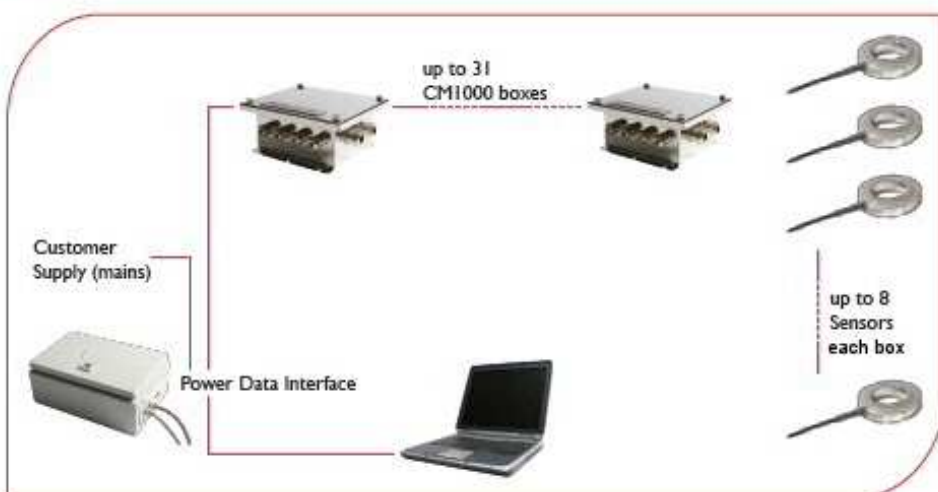 up to 31
CM1000 boxes
Customer
Supply (mains)
up to 8
Sensors
each box
Power Data Interface